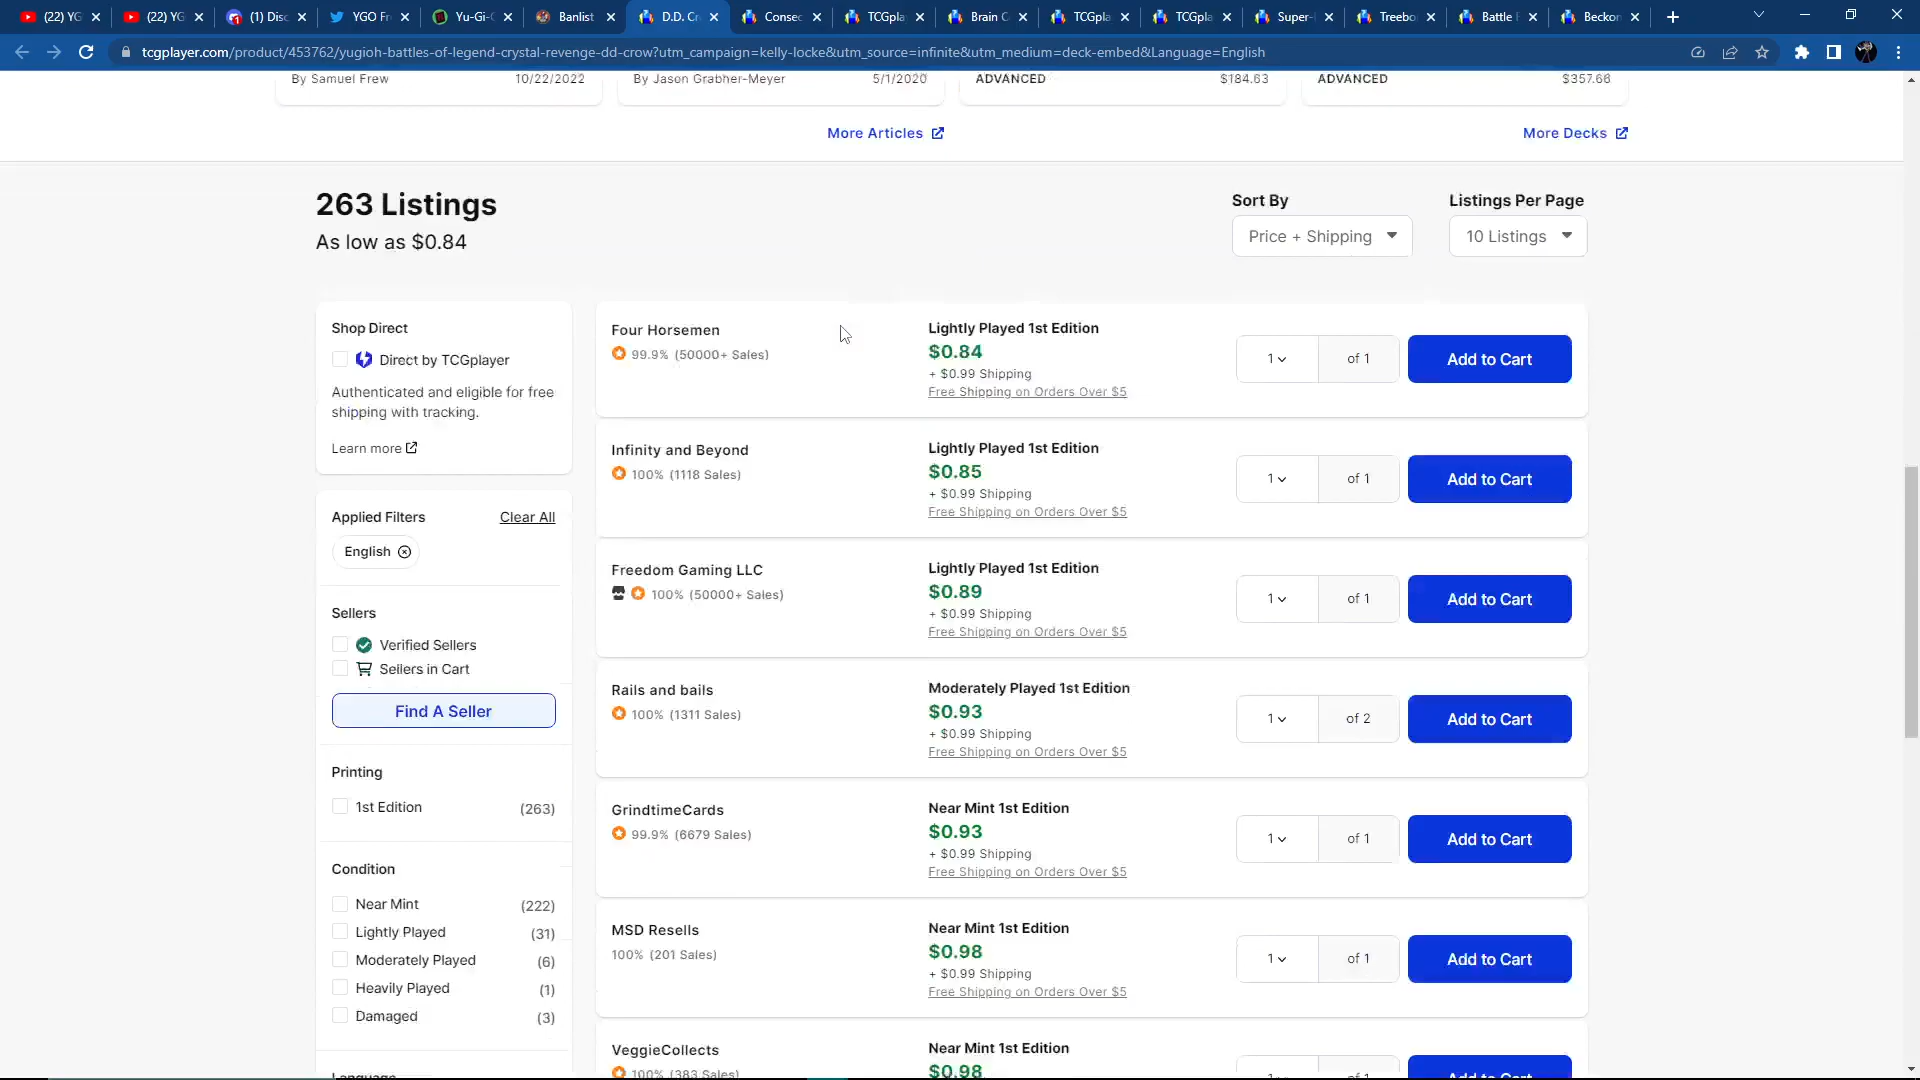 (22) YG
(22) YG
(1) Disc
YGO Fr
Yu-Gi-O
Banlist
D.D. Cr
Consec
TCGpla
Brain C
TCGpla
TCGpla
Super-
Treebo
Battle
Beckon
tcgplayer.com/product/453762/yugioh-battles-of-legend-crystal-revenge-dd-crow?utm_campaign=kelly-locke&utm_source=infinite&utm_medium=deck-embed&Language=English
By Samuel Frew 10/22/2022
By Jason Grabher-Meyer 5/1/2020
ADVANCED $184.63
ADVANCED $357.66
More Articles
More Decks
263 Listings
As low as $0.84
Sort By
Price + Shipping
Listings Per Page
10 Listings
Shop Direct
Direct by TCGplayer
Authenticated and eligible for free
shipping with tracking.
Learn more
Applied Filters Clear All
English
Sellers
Verified Sellers
Sellers in Cart
Find A Seller
Printing
1st Edition (263)
Condition
Near Mint (222)
Lightly Played (31)
Moderately Played (6)
Heavily Played (1)
Damaged (3)
Language
Four Horsemen
99.9% (50000+ Sales)
Lightly Played 1st Edition
$0.84
+ $0.99 Shipping
Free Shipping on Orders Over $5
1 of 1
Add to Cart
Infinity and Beyond
100% (1118 Sales)
Lightly Played 1st Edition
$0.85
+ $0.99 Shipping
Free Shipping on Orders Over $5
1 of 1
Add to Cart
Freedom Gaming LLC
100% (50000+ Sales)
Lightly Played 1st Edition
$0.89
+ $0.99 Shipping
Free Shipping on Orders Over $5
1 of 1
Add to Cart
Rails and bails
100% (1311 Sales)
Moderately Played 1st Edition
$0.93
+ $0.99 Shipping
Free Shipping on Orders Over $5
1 of 2
Add to Cart
GrindtimeCards
99.9% (6679 Sales)
Near Mint 1st Edition
$0.93
+ $0.99 Shipping
Free Shipping on Orders Over $5
1 of 1
Add to Cart
MSD Resells
100% (201 Sales)
Near Mint 1st Edition
$0.98
+ $0.99 Shipping
Free Shipping on Orders Over $5
1 of 1
Add to Cart
VeggieCollects
100% (383 Sales)
Near Mint 1st Edition
$0.98
1 of 1
Add to Cart